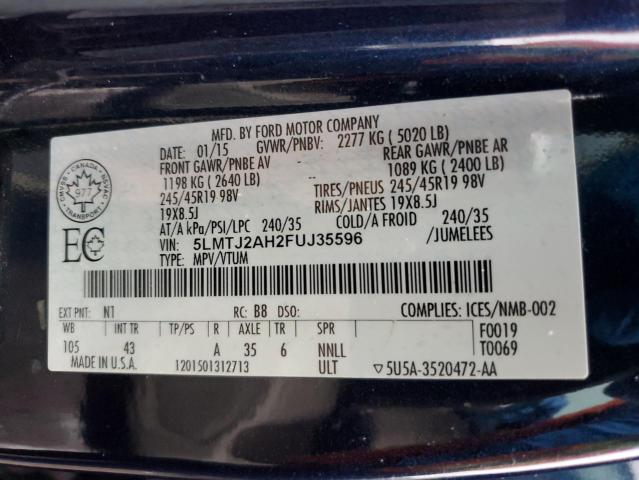 MFD. BY FORD MOTOR COMPANY
DATE: 01/15 GVWR/PNBV: 2277 KG ( 5020 LB)
FRONT GAWR/PNBE AV REAR GAWR/PNBE AR
1198 KG ( 2640 LB) 1089 KG ( 2400 LB)
245/45R19 98V TIRES/PNEUS 245/45R19 98V
19X8.5J RIMS/JANTES 19X8.5J
AT/A kPa/PSI/LPC 240/35 COLD/A FROID 240/35
VIN: 5LMTJ2AH2FUJ35596 /JUMELEES
TYPE: MPV/VTUM
CANADA
977
TRANSPORT
EC
EXT PNT: N1 RC: B8 DSO: COMPLIES: ICES/NMB-002
WB INT TR TP/PS R AXLE TR SPR F0019
105 43 A 35 6 NNLL T0069
MADE IN U.S.A. 1201501312713 ULT ▽5U5A-3520472-AA